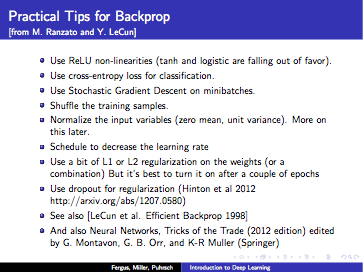 Practical Tips for Backprop
[from M. Ranzato and Y. LeCun]
Use ReLU non-linearities (tanh and logistic are falling out of favor).
Use cross-entropy loss for classification.
Use Stochastic Gradient Descent on minibatches.
Shuffle the training samples.
Normalize the input variables (zero mean, unit variance). More on
this later.
Schedule to decrease the learning rate
Use a bit of L1 or L2 regularization on the weights (or a
combination) But it's best to turn it on after a couple of epochs
Use dropout for regularization (Hinton et al 2012
http://arxiv.org/abs/1207.0580)
See also [LeCun et al. Efficient Backprop 1998]
And also Neural Networks, Tricks of the Trade (2012 edition) edited
by G. Montavon, G. B. Orr, and K-R Muller (Springer)
Fergus, Miller, Puhrsch Introduction to Deep Learning